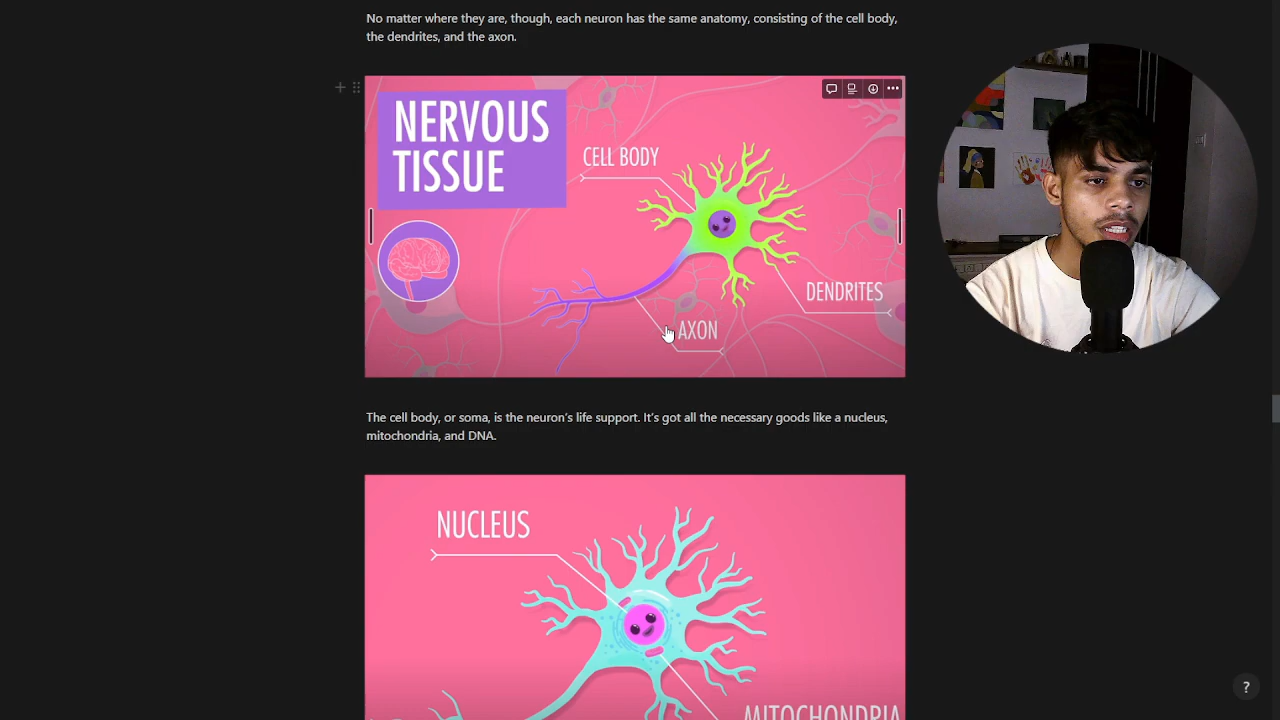 No matter where they are, though, each neuron has the same anatomy, consisting of the cell body,
the dendrites, and the axon.
NERVOUS
TISSUE
CELL BODY
DENDRITES
AXON
The cell body, or soma, is the neuron's life support. It's got all the necessary goods like a nucleus,
mitochondria, and DNA.
NUCLEUS
MITOCHONDRIA
?